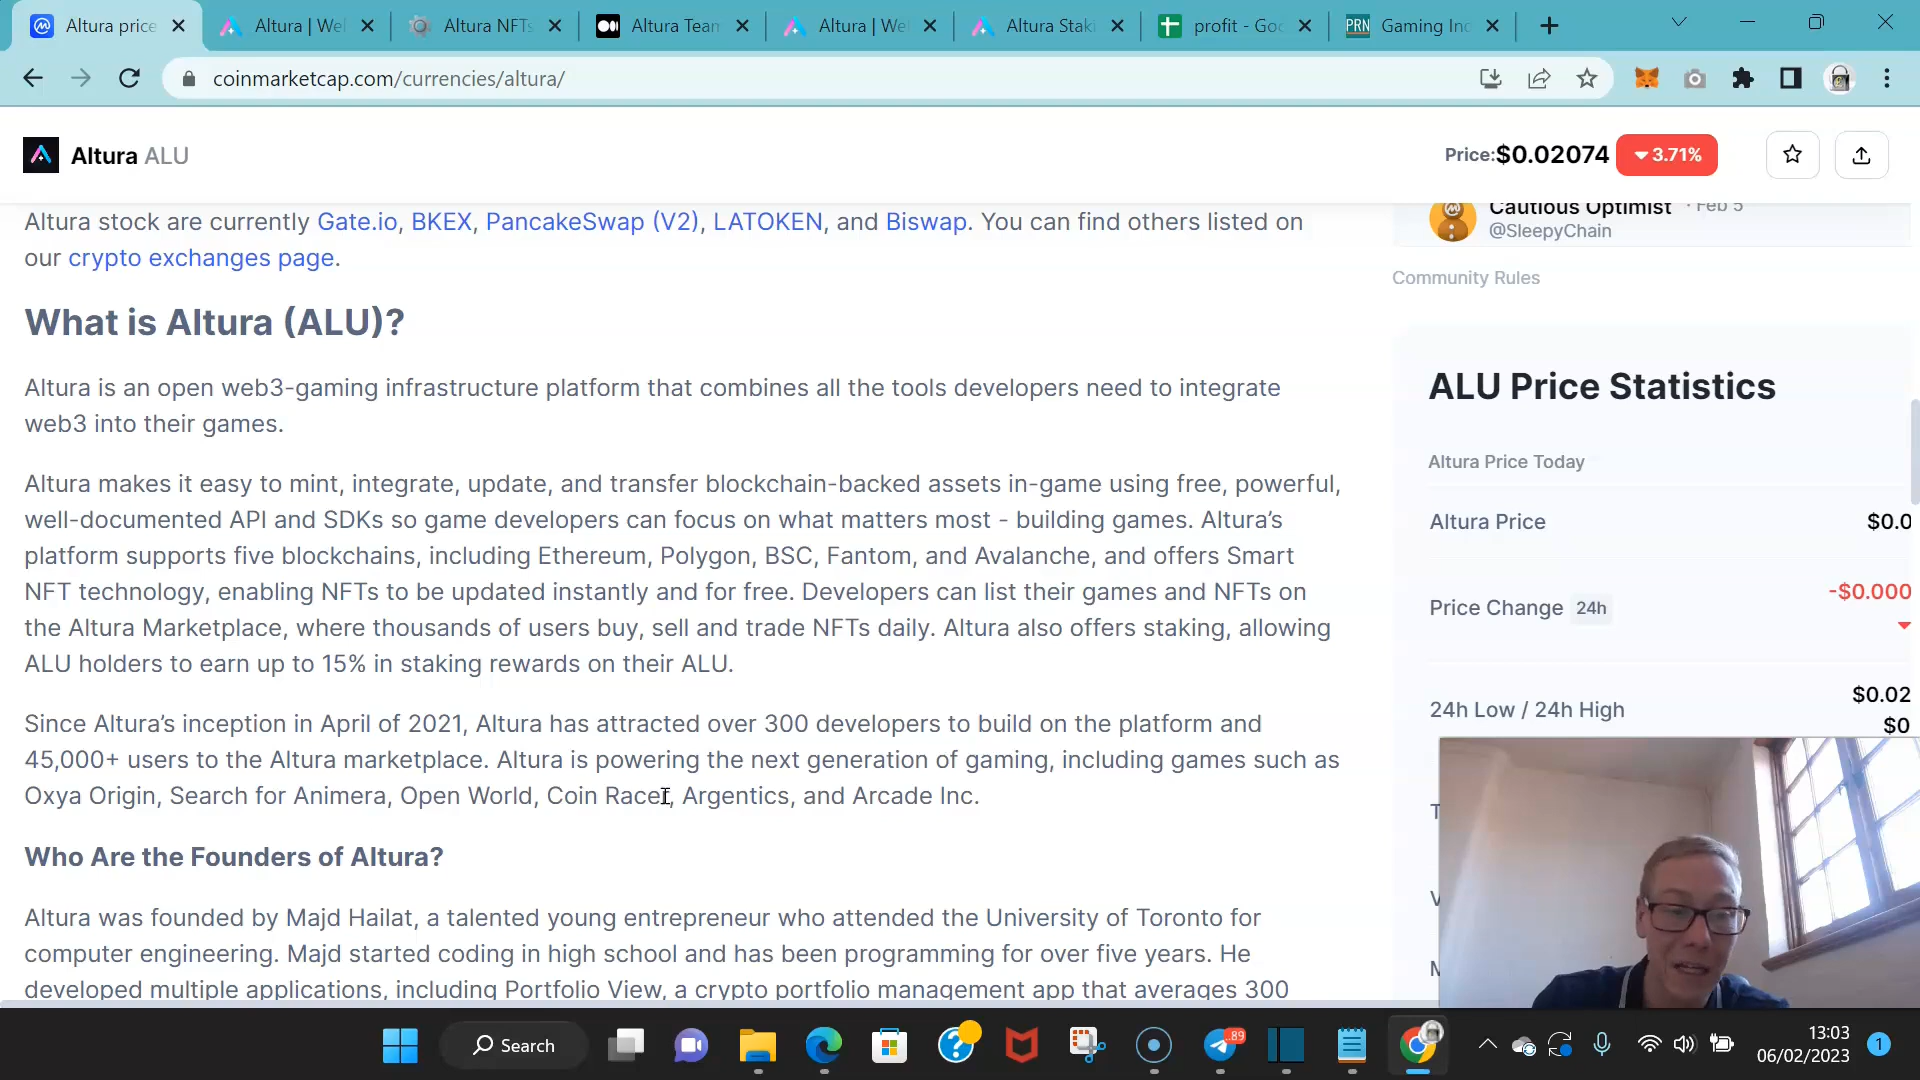 Altura price
Altura | We
Altura NFTs
Altura Team
Altura | We
Altura Staki
profit - Goo
PRN
Gaming Inc
coinmarketcap.com/currencies/altura/
Altura ALU
Price:$0.02074
3.71%
Altura stock are currently Gate.io, BKEX, PancakeSwap (V2), LATOKEN, and Biswap. You can find others listed on
our crypto exchanges page.
Cautious Optimist · Feb 5
@SleepyChain
Community Rules
What is Altura (ALU)?
Altura is an open web3-gaming infrastructure platform that combines all the tools developers need to integrate
web3 into their games.
Altura makes it easy to mint, integrate, update, and transfer blockchain-backed assets in-game using free, powerful,
well-documented API and SDKs so game developers can focus on what matters most - building games. Altura’s
platform supports five blockchains, including Ethereum, Polygon, BSC, Fantom, and Avalanche, and offers Smart
NFT technology, enabling NFTs to be updated instantly and for free. Developers can list their games and NFTs on
the Altura Marketplace, where thousands of users buy, sell and trade NFTs daily. Altura also offers staking, allowing
ALU holders to earn up to 15% in staking rewards on their ALU.
Since Altura’s inception in April of 2021, Altura has attracted over 300 developers to build on the platform and
45,000+ users to the Altura marketplace. Altura is powering the next generation of gaming, including games such as
Oxya Origin, Search for Animera, Open World, Coin Racer, Argentics, and Arcade Inc.
Who Are the Founders of Altura?
Altura was founded by Majd Hailat, a talented young entrepreneur who attended the University of Toronto for
computer engineering. Majd started coding in high school and has been programming for over five years. He
developed multiple applications, including Portfolio View, a crypto portfolio management app that averages 300
ALU Price Statistics
Altura Price Today
Altura Price
$0.0
Price Change 24h
-$0.000
24h Low / 24h High
$0.02
$0
Search
89
13:03
06/02/2023
1